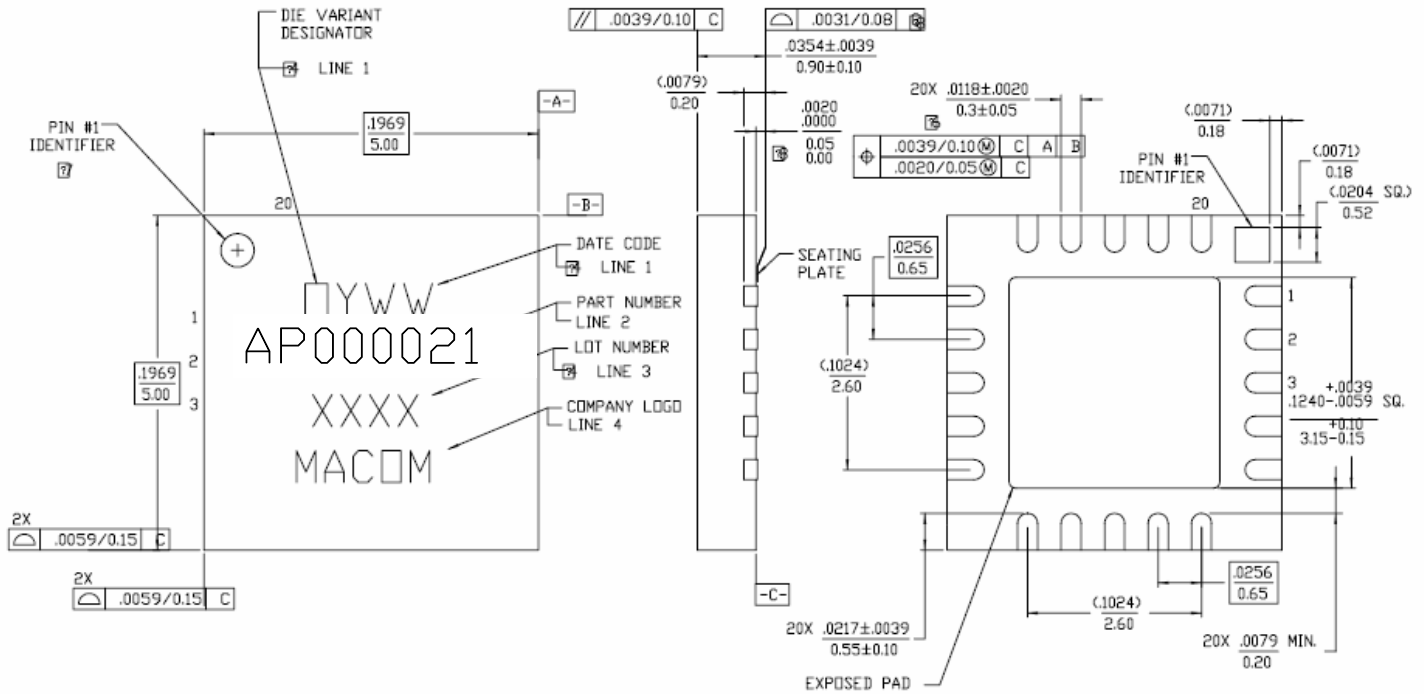 DIE VARIANT
DESIGNATOR
LINE 1
PIN #1
IDENTIFIER
.1969
5.00
-A-
-B-
20
DATE CODE
LINE 1
YWW
PART NUMBER
LINE 2
AP000021
LOT NUMBER
LINE 3
XXXX
COMPANY LOGO
LINE 4
MACOM
1
2
3
.1969
5.00
2X
.0059/0.15 C
2X
.0059/0.15 C
// .0039/0.10 C
.0031/0.08
.0354±.0039
0.90±0.10
(.0079)
0.20
.0020
.0000
0.05
0.00
SEATING
PLATE
-C-
20X .0118±.0020
0.3±0.05
.0039/0.10 Ⓜ C A B
.0020/0.05 Ⓜ C
(.0071)
0.18
PIN #1
IDENTIFIER
(.0071)
0.18
(.0204 SQ.)
0.52
20
.0256
0.65
(.1024)
2.60
1
2
3
+.0039
.1240-.0059 SQ.
+0.10
3.15-0.15
.0256
0.65
(.1024)
2.60
20X .0217±.0039
0.55±0.10
20X .0079 MIN.
0.20
EXPOSED PAD